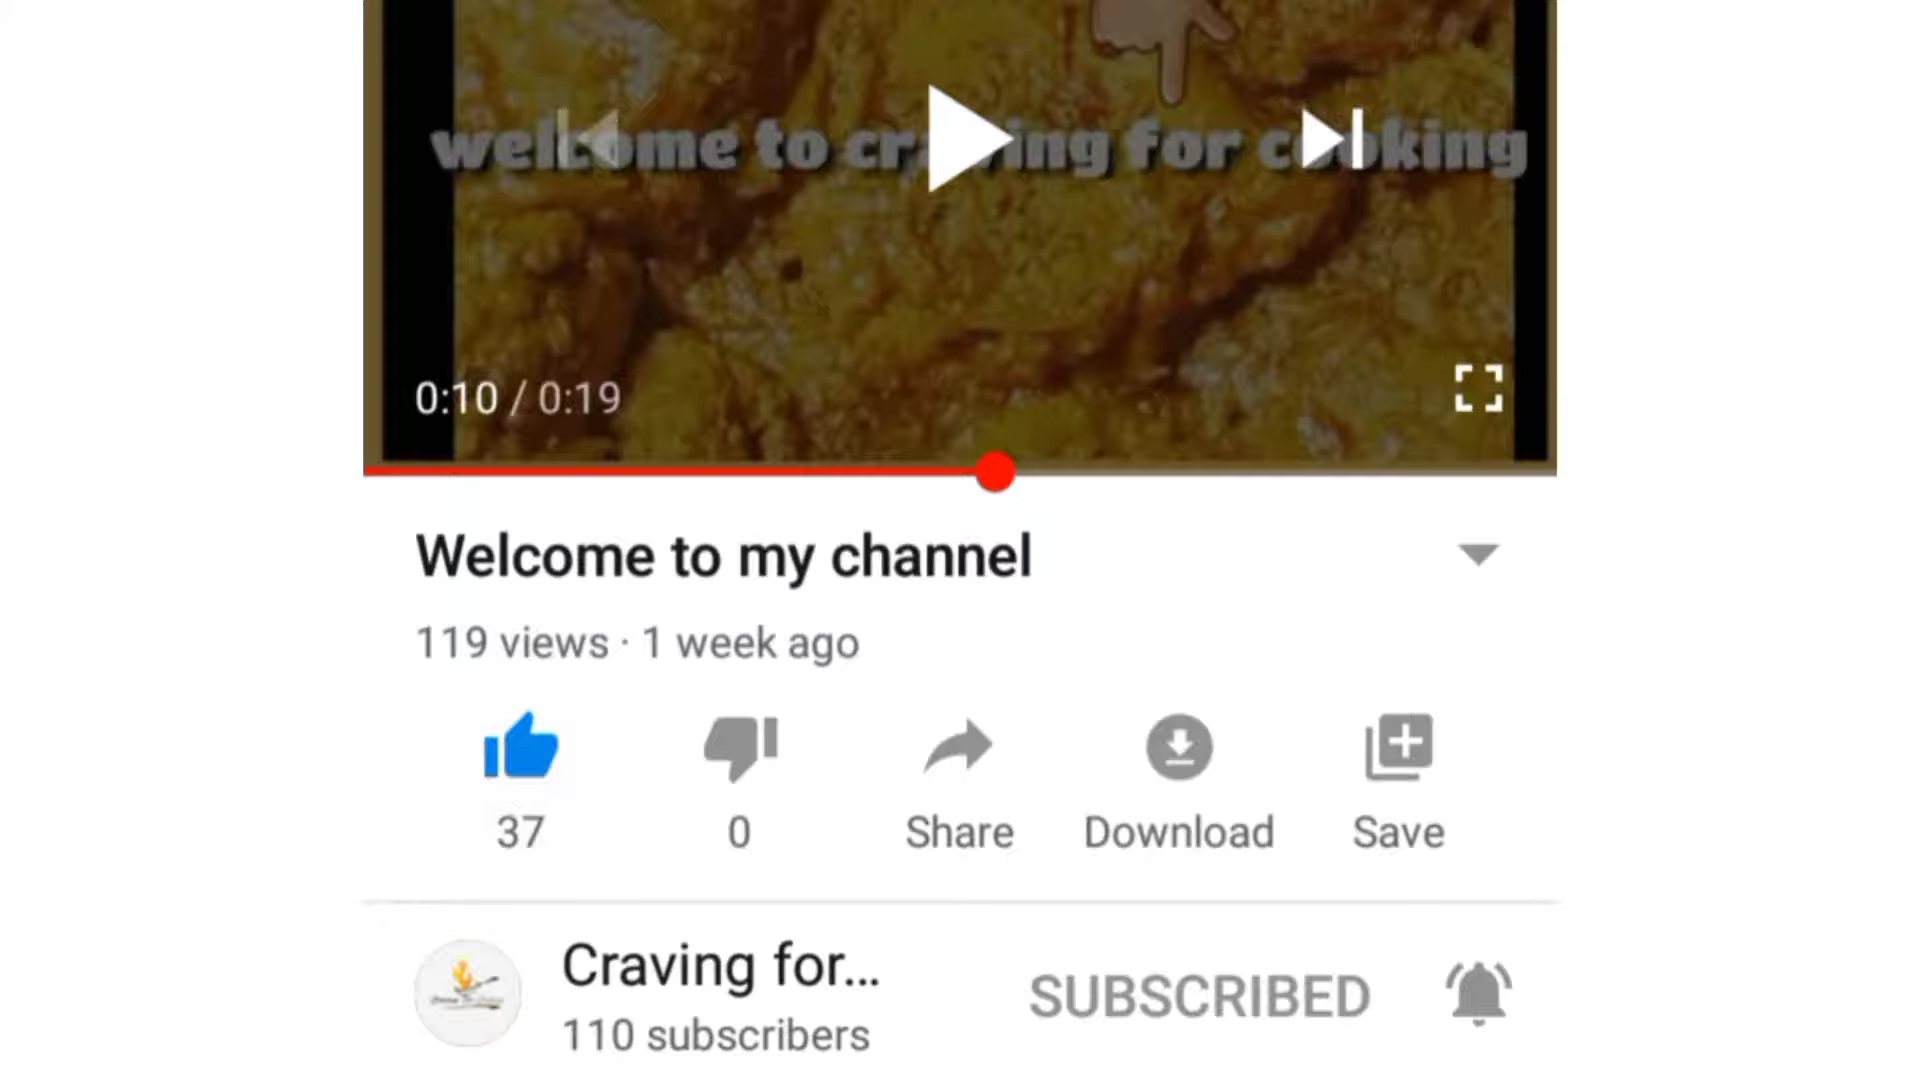 welcome to craving for cooking
0:10 / 0:19
Welcome to my channel
119 views · 1 week ago
37
0
Share
Download
Save
Craving for...
110 subscribers
SUBSCRIBED